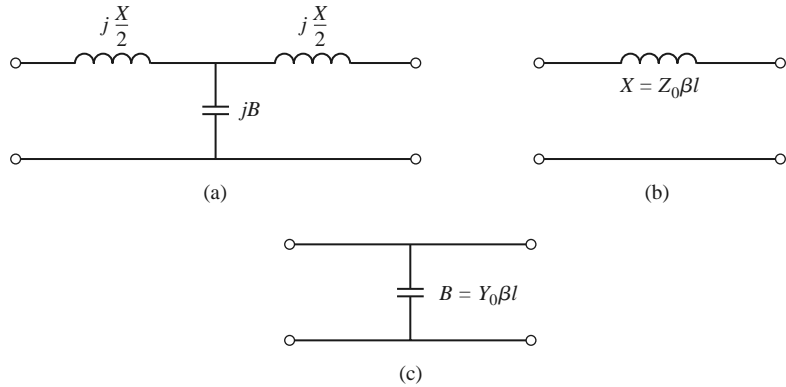 j X/2
j X/2
jB
(a)
X = Z₀βl
(b)
B = Y₀βl
(c)